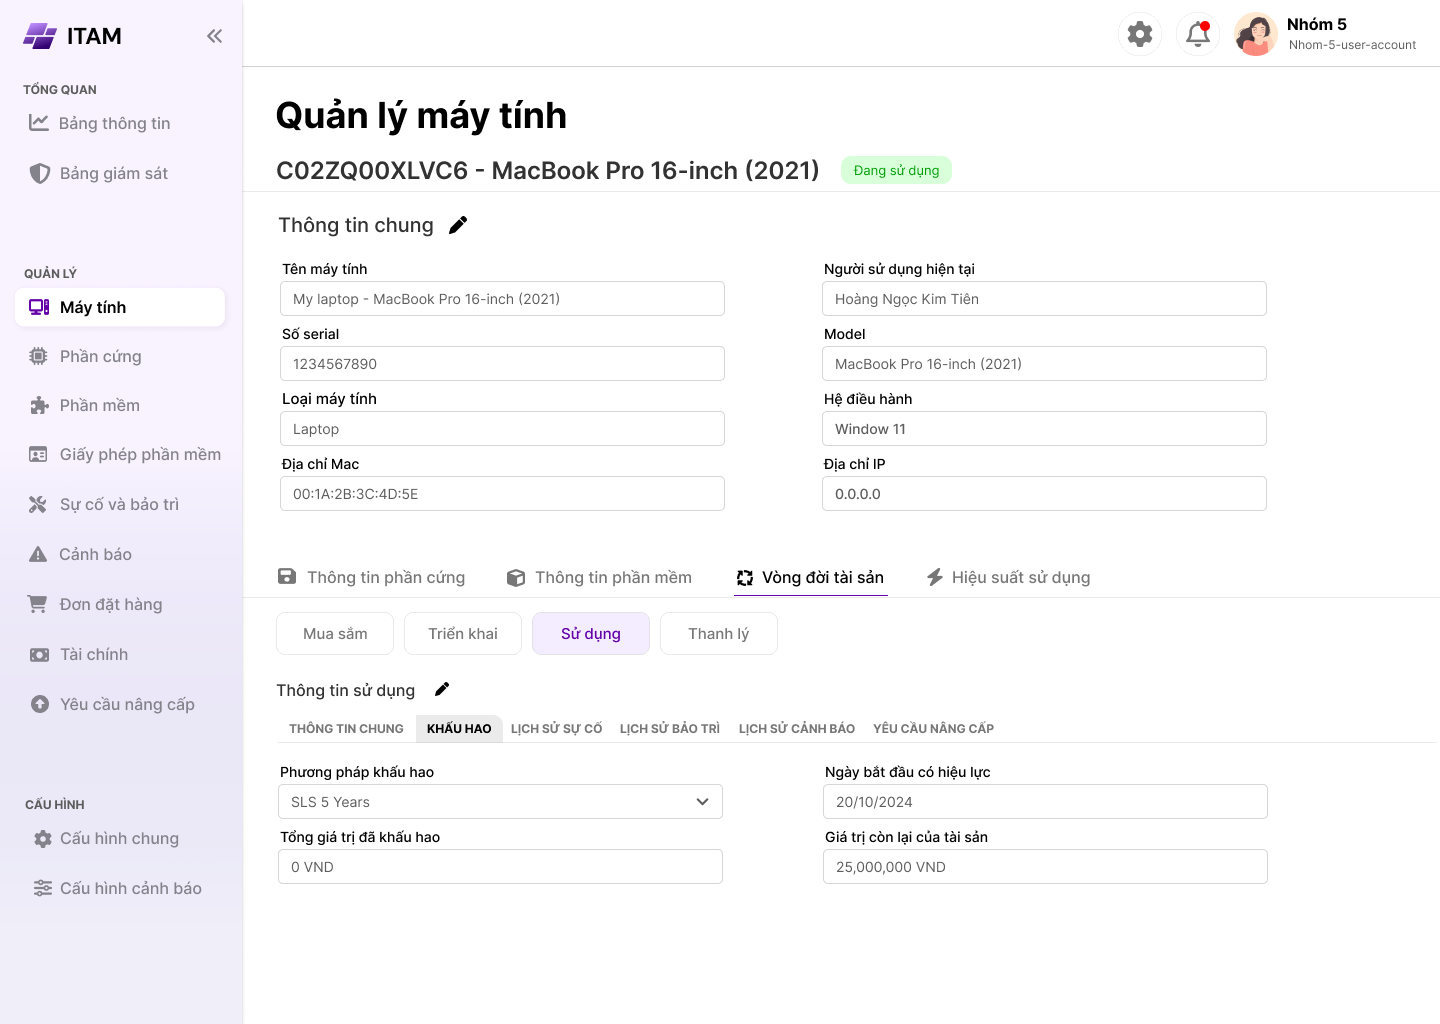 ITAM
TỔNG QUAN
Bảng thông tin
Bảng giám sát
QUẢN LÝ
Máy tính
Phần cứng
Phần mềm
Giấy phép phần mềm
Sự cố và bảo trì
Cảnh báo
Đơn đặt hàng
Tài chính
Yêu cầu nâng cấp
CẤU HÌNH
Cấu hình chung
Cấu hình cảnh báo
Nhóm 5
Nhom-5-user-account
Quản lý máy tính
C02ZQ00XLVC6 - MacBook Pro 16-inch (2021) Đang sử dụng
Thông tin chung
Tên máy tính Người sử dụng hiện tại
My laptop - MacBook Pro 16-inch (2021) Hoàng Ngọc Kim Tiên
Số serial Model
1234567890 MacBook Pro 16-inch (2021)
Loại máy tính Hệ điều hành
Laptop Window 11
Địa chỉ Mac Địa chỉ IP
00:1A:2B:3C:4D:5E 0.0.0.0
Thông tin phần cứng Thông tin phần mềm Vòng đời tài sản Hiệu suất sử dụng
Mua sắm Triển khai Sử dụng Thanh lý
Thông tin sử dụng
THÔNG TIN CHUNG KHẤU HAO LỊCH SỬ SỰ CỐ LỊCH SỬ BẢO TRÌ LỊCH SỬ CẢNH BÁO YÊU CẦU NÂNG CẤP
Phương pháp khấu hao Ngày bắt đầu có hiệu lực
SLS 5 Years 20/10/2024
Tổng giá trị đã khấu hao Giá trị còn lại của tài sản
0 VND 25,000,000 VND